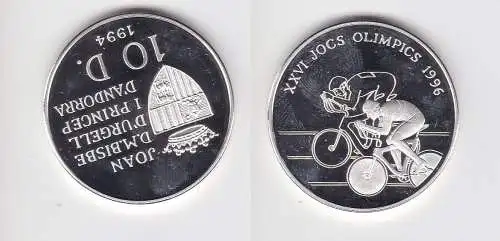 JOAN
D.M.BISBE
D'URGELL
I PRINCEP
D'ANDORRA
10 D.
1994
XXVI JOCS OLIMPICS 1996